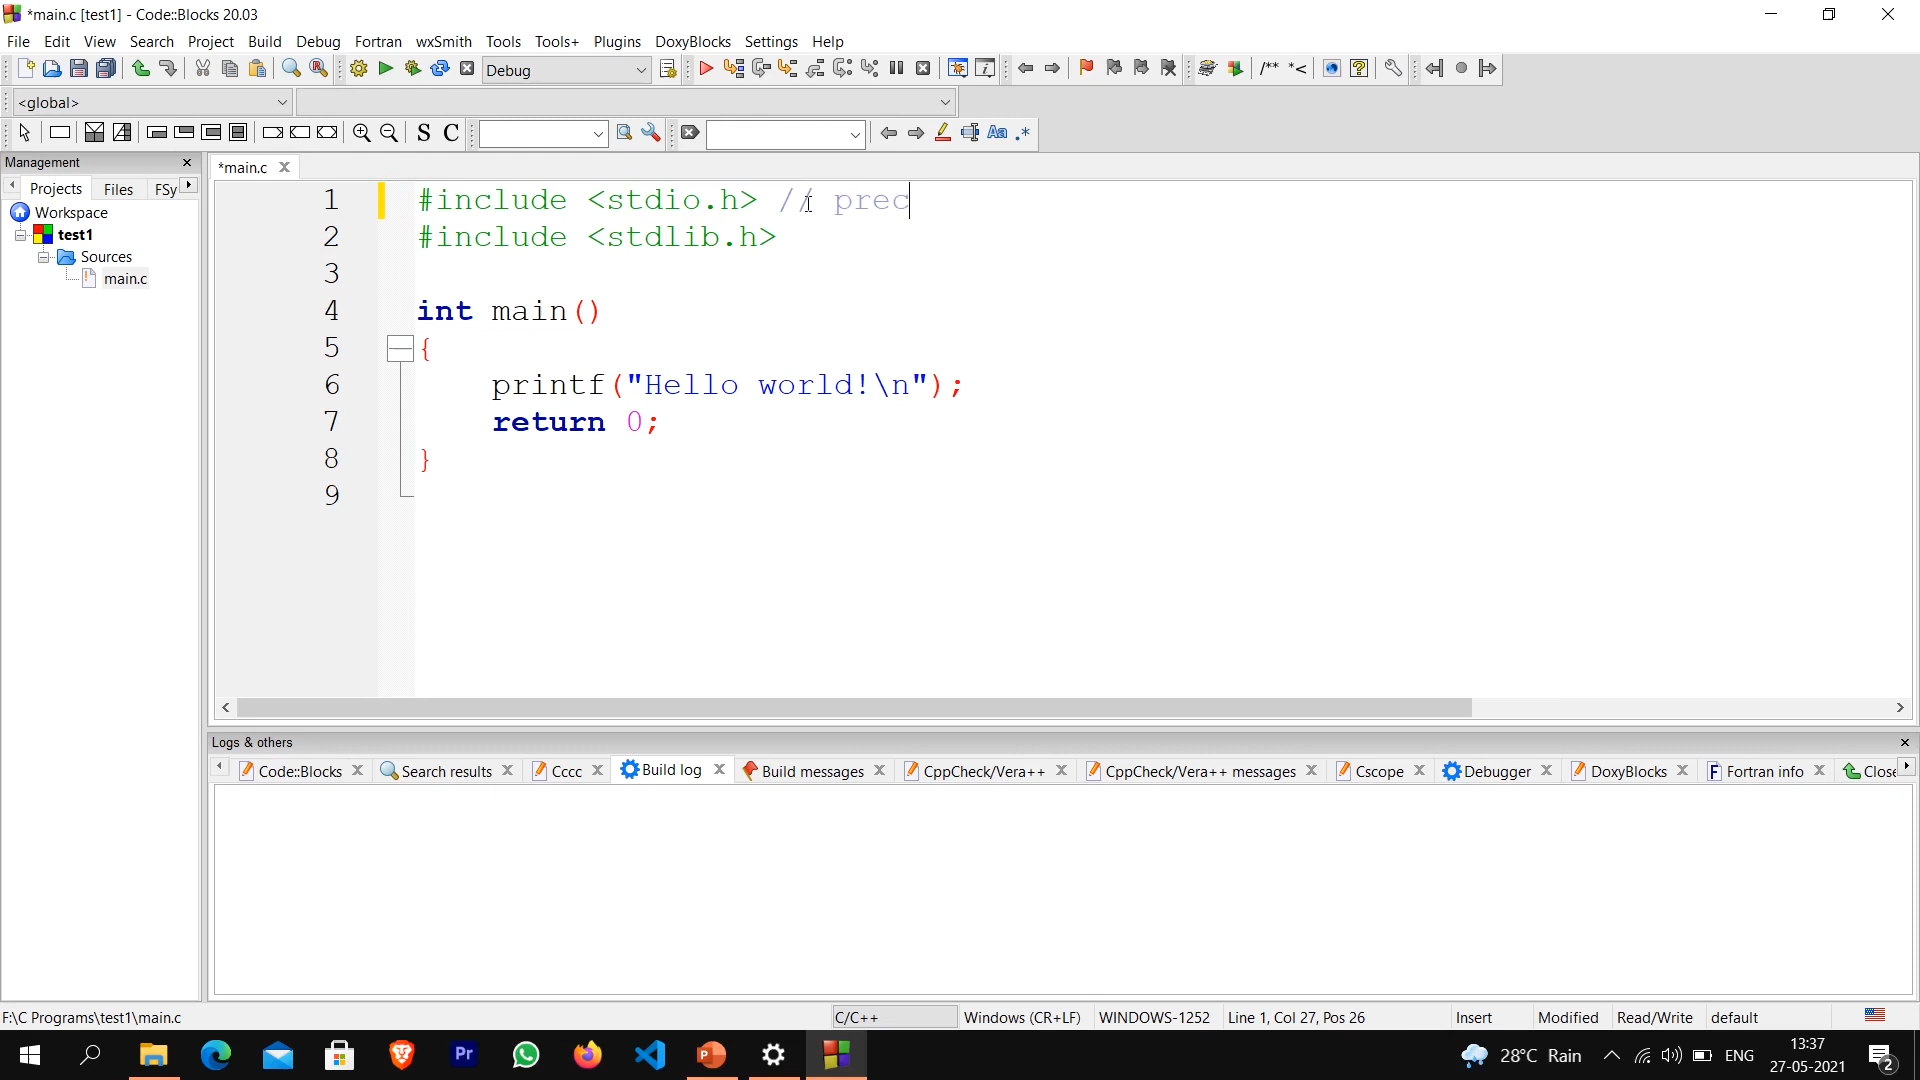 *main.c [test1] - Code::Blocks 20.03
File Edit View Search Project Build Debug Fortran wxSmith Tools Tools+ Plugins DoxyBlocks Settings Help
Debug
/** *<
<global>
S C
Aa .*
Management
*main.c
Projects Files FSy
Workspace
test1
Sources
main.c
1 #include <stdio.h> // prec
2 #include <stdlib.h>
3
4 int main()
5 {
6 printf("Hello world!\n");
7 return 0;
8 }
9
Logs & others
Code::Blocks Search results Cccc Build log Build messages CppCheck/Vera++ CppCheck/Vera++ messages Cscope Debugger DoxyBlocks Fortran info Close
F:\C Programs\test1\main.c C/C++ Windows (CR+LF) WINDOWS-1252 Line 1, Col 27, Pos 26 Insert Modified Read/Write default
Pr
P
28°C Rain ENG
13:37
27-05-2021
2